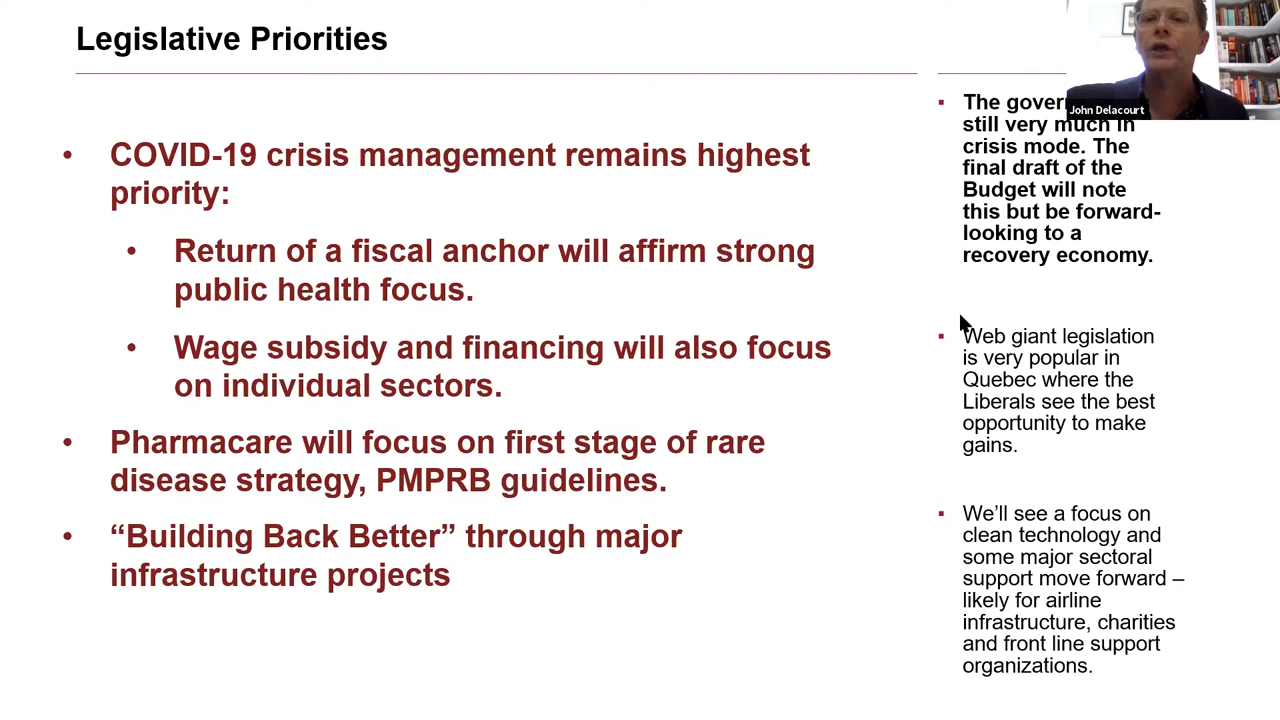 Legislative Priorities
John Delacourt
• COVID-19 crisis management remains highest
priority:
• Return of a fiscal anchor will affirm strong
public health focus.
• Wage subsidy and financing will also focus
on individual sectors.
• Pharmacare will focus on first stage of rare
disease strategy, PMPRB guidelines.
• “Building Back Better” through major
infrastructure projects
▪ The
still very much in
crisis mode. The
final draft of the
Budget will note
this but be forward-
looking to a
recovery economy.
▪ Web giant legislation
is very popular in
Quebec where the
Liberals see the best
opportunity to make
gains.
▪ We’ll see a focus on
clean technology and
some major sectoral
support move forward –
likely for airline
infrastructure, charities
and front line support
organizations.